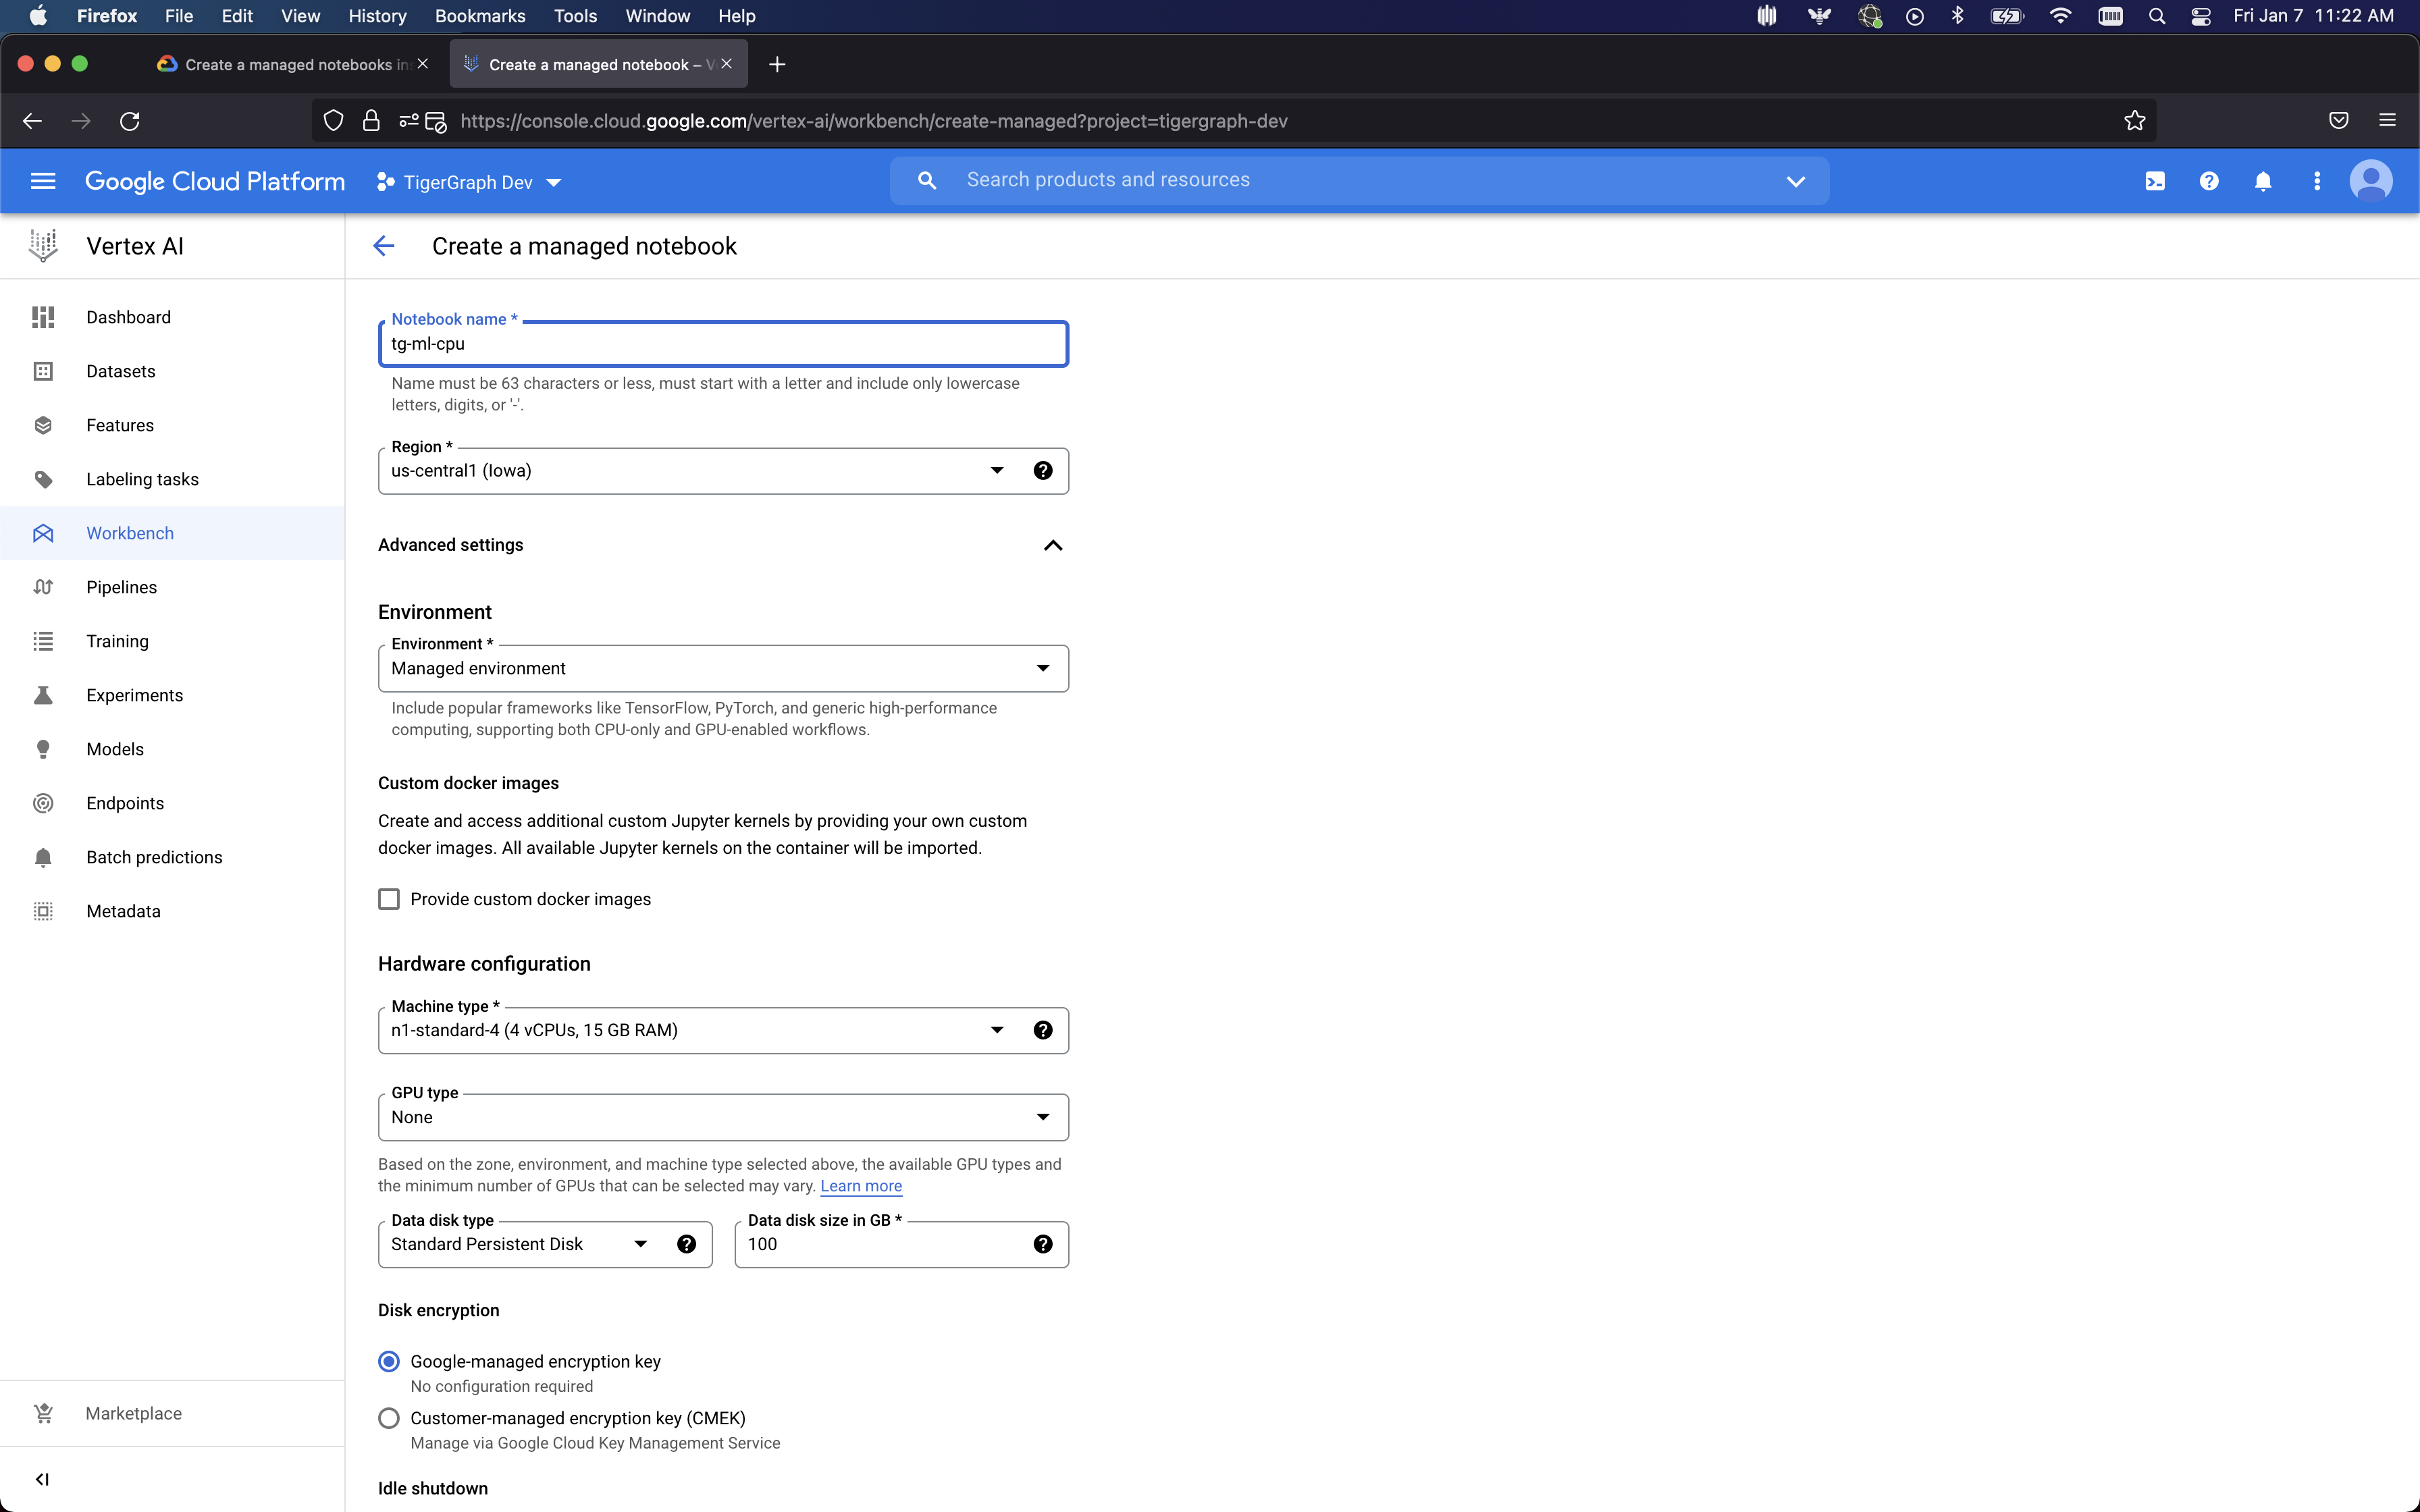 Firefox File Edit View History Bookmarks Tools Window Help Fri Jan 7 11:22 AM
Create a managed notebooks in Create a managed notebook – V
https://console.cloud.google.com/vertex-ai/workbench/create-managed?project=tigergraph-dev
Google Cloud Platform TigerGraph Dev Search products and resources
Vertex AI
Create a managed notebook
Dashboard
Datasets
Features
Labeling tasks
Workbench
Pipelines
Training
Experiments
Models
Endpoints
Batch predictions
Metadata
Marketplace
Notebook name *
tg-ml-cpu
Name must be 63 characters or less, must start with a letter and include only lowercase
letters, digits, or '-'.
Region *
us-central1 (Iowa)
Advanced settings
Environment
Environment *
Managed environment
Include popular frameworks like TensorFlow, PyTorch, and generic high-performance
computing, supporting both CPU-only and GPU-enabled workflows.
Custom docker images
Create and access additional custom Jupyter kernels by providing your own custom
docker images. All available Jupyter kernels on the container will be imported.
Provide custom docker images
Hardware configuration
Machine type *
n1-standard-4 (4 vCPUs, 15 GB RAM)
GPU type
None
Based on the zone, environment, and machine type selected above, the available GPU types and
the minimum number of GPUs that can be selected may vary. Learn more
Data disk type
Standard Persistent Disk
Data disk size in GB *
100
Disk encryption
Google-managed encryption key
No configuration required
Customer-managed encryption key (CMEK)
Manage via Google Cloud Key Management Service
Idle shutdown